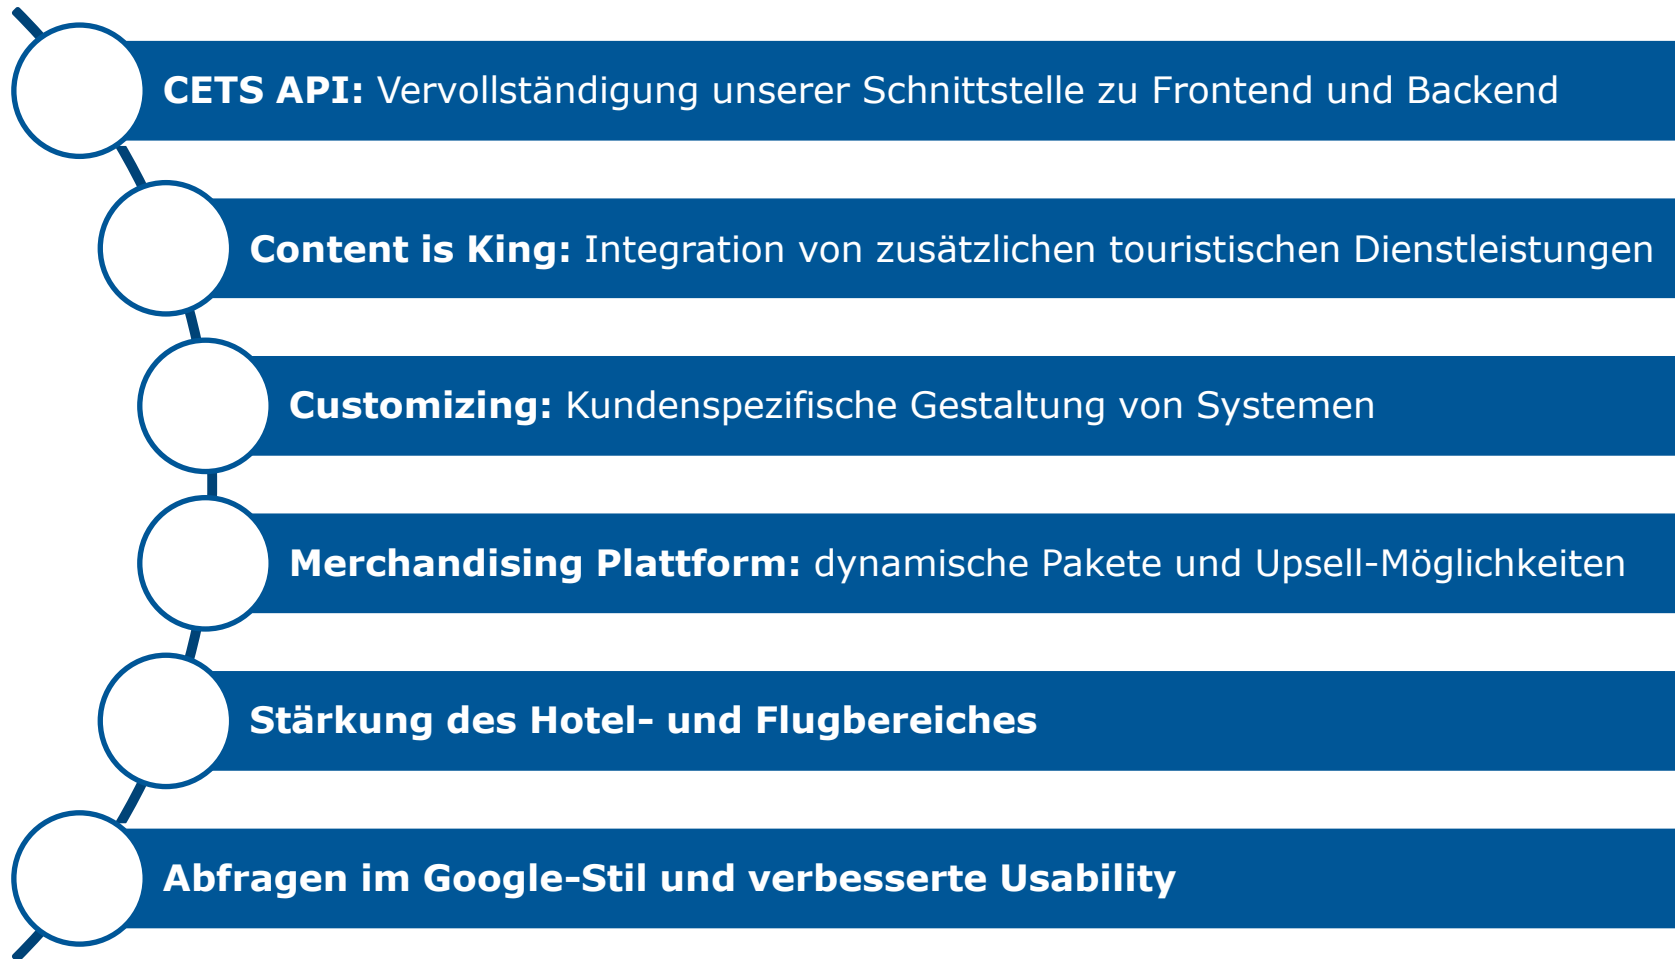 CETS API: Vervollständigung unserer Schnittstelle zu Frontend und Backend
Content is King: Integration von zusätzlichen touristischen Dienstleistungen
Customizing: Kundenspezifische Gestaltung von Systemen
Merchandising Plattform: dynamische Pakete und Upsell-Möglichkeiten
Stärkung des Hotel- und Flugbereiches
Abfragen im Google-Stil und verbesserte Usability